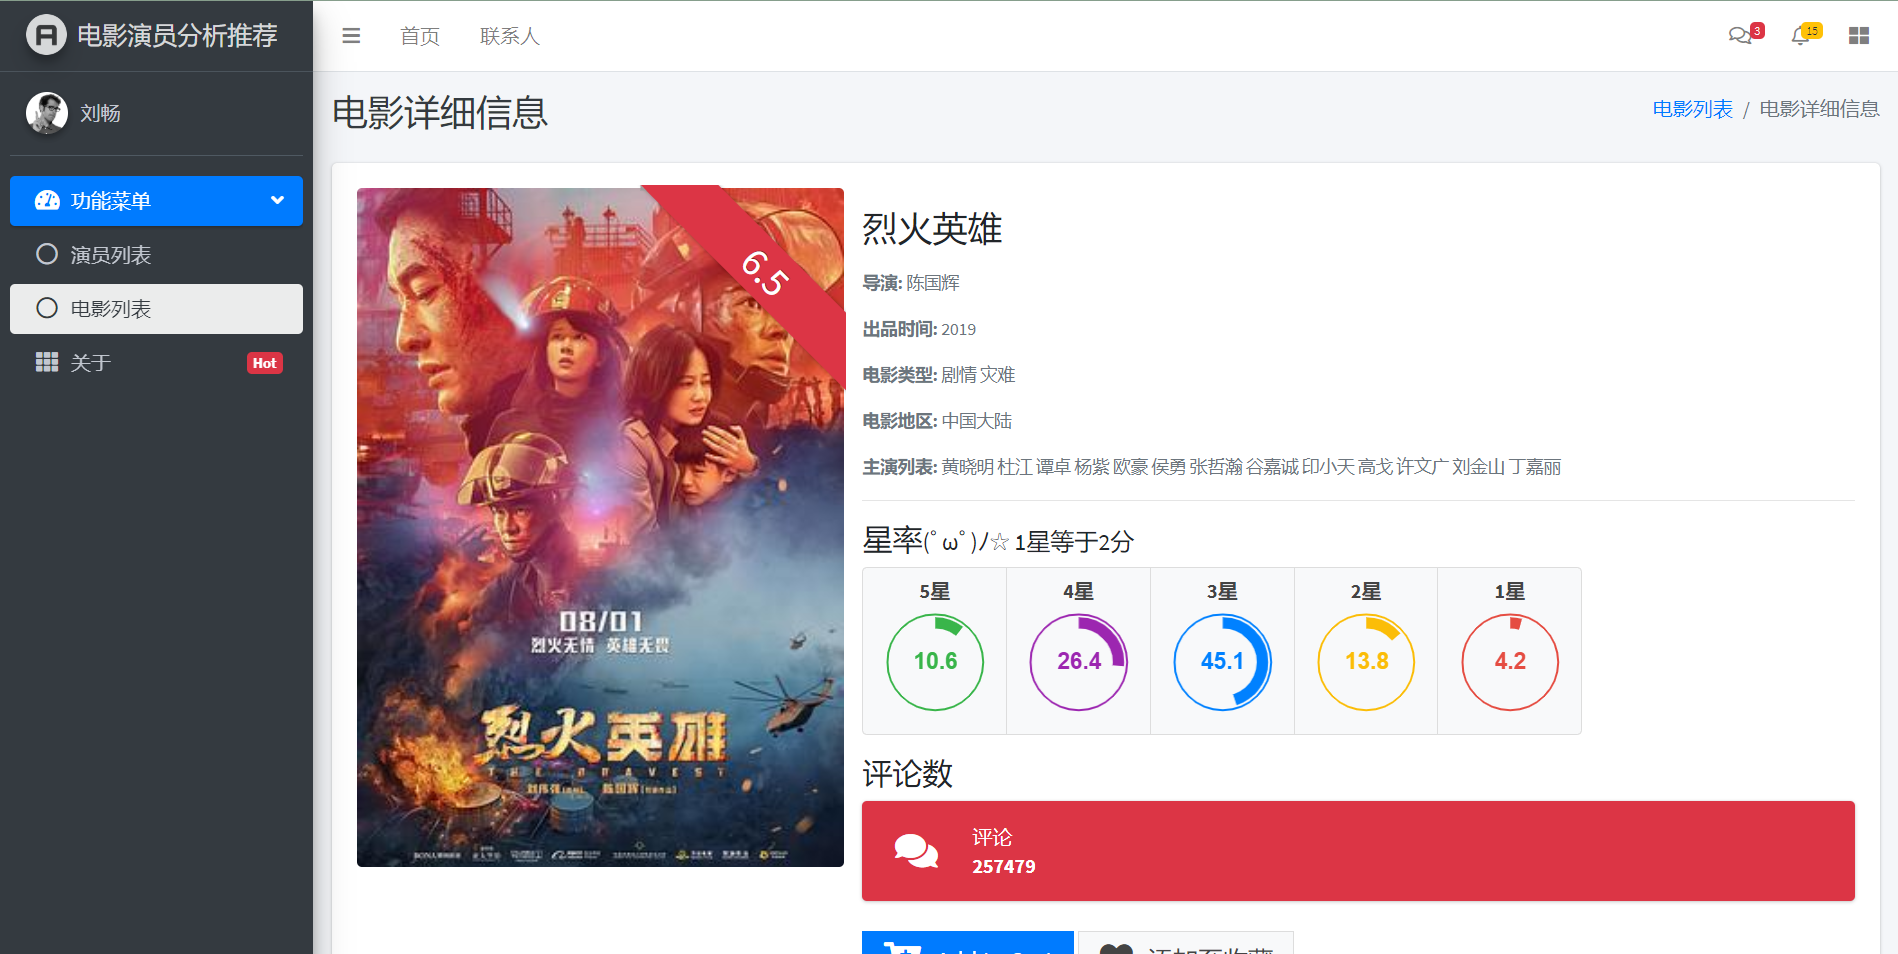 电影演员分析推荐
首页
联系人
3
15
刘畅
功能菜单
演员列表
电影列表
关于
Hot
电影详细信息
电影列表 / 电影详细信息
6.5
08/01
烈火无情 英雄无畏
烈火英雄
THE BRAVEST
烈火英雄
导演: 陈国辉
出品时间: 2019
电影类型: 剧情 灾难
电影地区: 中国大陆
主演列表: 黄晓明 杜江 谭卓 杨紫 欧豪 侯勇 张哲瀚 谷嘉诚 印小天 高戈 许文广 刘金山 丁嘉丽
星率(ﾟωﾟ)ﾉ☆ 1星等于2分
5星 4星 3星 2星 1星
10.6 26.4 45.1 13.8 4.2
评论数
评论
257479